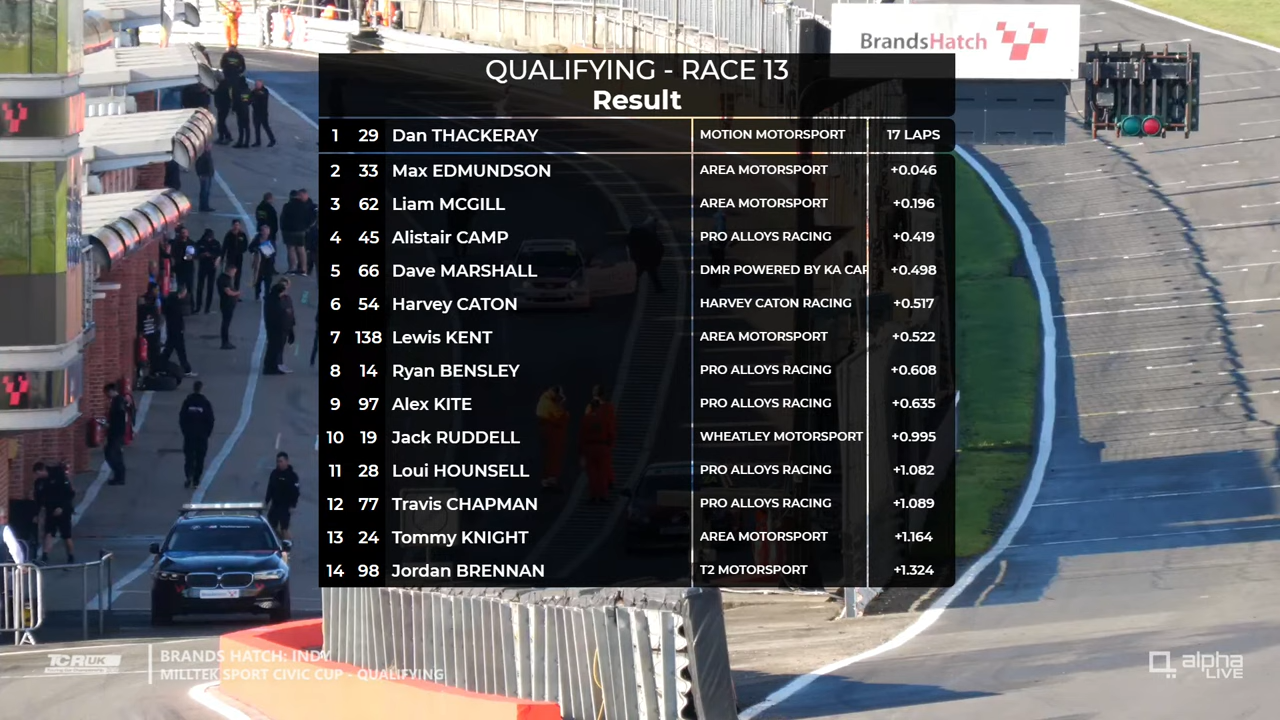 BrandsHatch
QUALIFYING - RACE 13
Result
1 29 Dan THACKERAY MOTION MOTORSPORT 17 LAPS
2 33 Max EDMUNDSON AREA MOTORSPORT +0.046
3 62 Liam MCGILL AREA MOTORSPORT +0.196
4 45 Alistair CAMP PRO ALLOYS RACING +0.419
5 66 Dave MARSHALL DMR POWERED BY KA CAR +0.498
6 54 Harvey CATON HARVEY CATON RACING +0.517
7 138 Lewis KENT AREA MOTORSPORT +0.522
8 14 Ryan BENSLEY PRO ALLOYS RACING +0.608
9 97 Alex KITE PRO ALLOYS RACING +0.635
10 19 Jack RUDDELL WHEATLEY MOTORSPORT +0.995
11 28 Loui HOUNSELL PRO ALLOYS RACING +1.082
12 77 Travis CHAPMAN PRO ALLOYS RACING +1.089
13 24 Tommy KNIGHT AREA MOTORSPORT +1.164
14 98 Jordan BRENNAN T2 MOTORSPORT +1.324
TCR UK
BRANDS HATCH: INDY
MILLTEK SPORT CIVIC CUP - QUALIFYING
alpha
LIVE